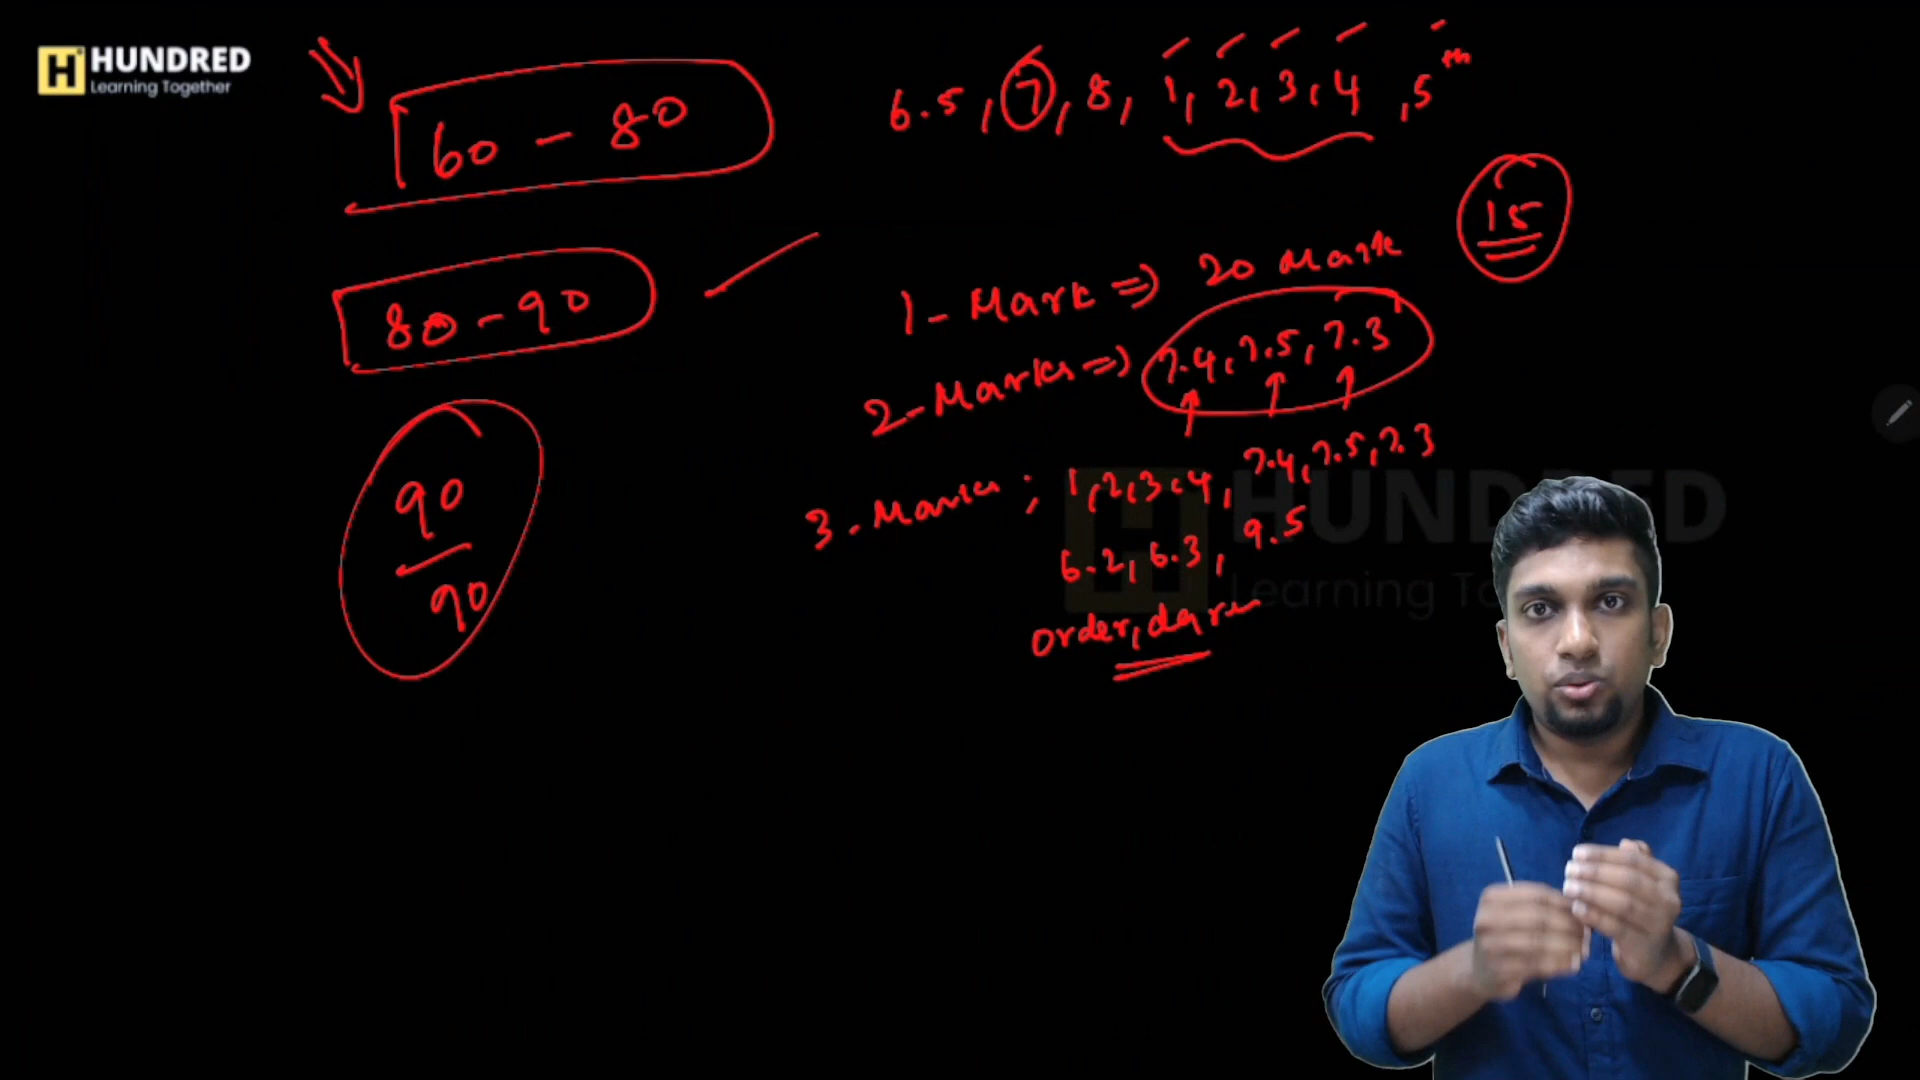 HUNDRED
Learning Together
60 - 80
80 - 90
90
90
6.5, 7, 8, 1, 2, 3, 4, 5th
15
1 - Mark => 20 Mark
2 - Marks => 7.4, 7.5, 7.3
3 - Marks ; 1, 2, 3, 4, 7.4, 7.5, 7.3
6.2, 6.3, 9.5
order,
HUNDRED
Learning